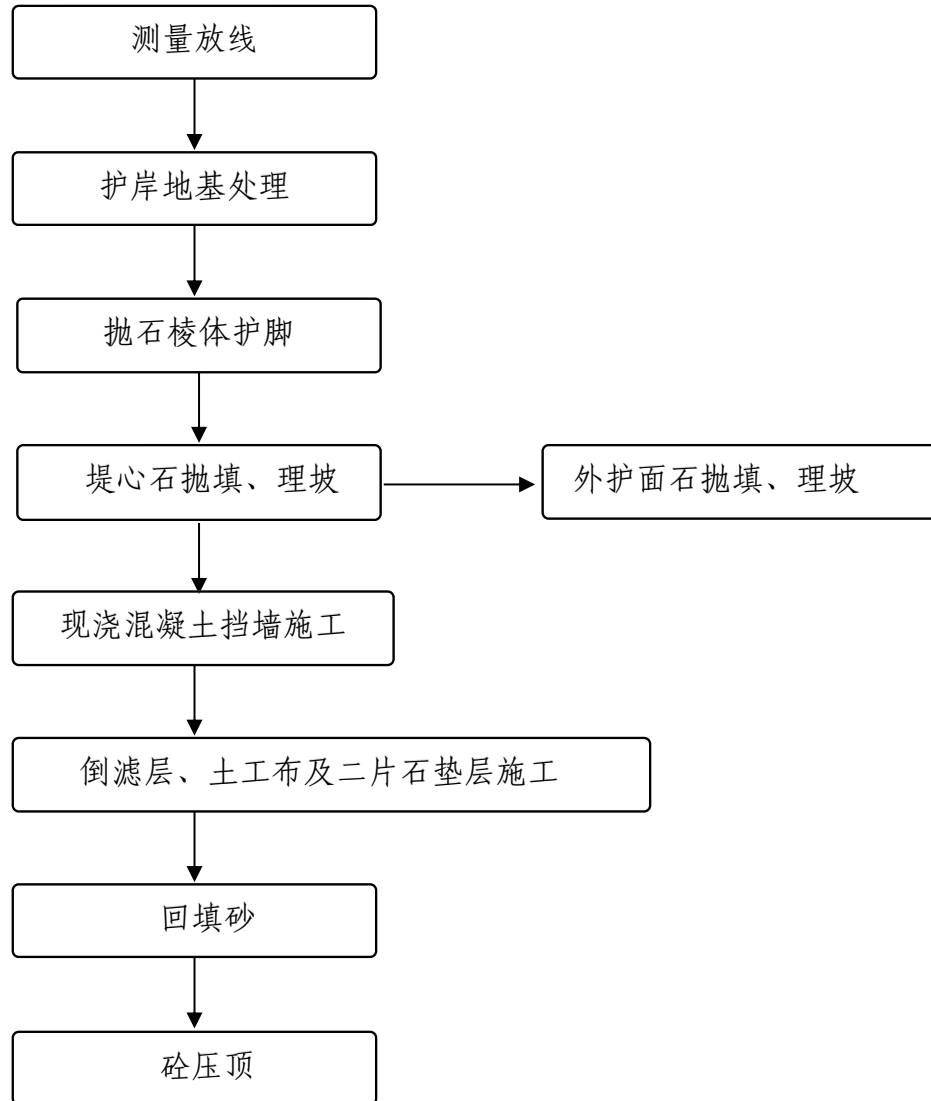 测量放线
护岸地基处理
抛石棱体护脚
堤心石抛填、理坡
外护面石抛填、理坡
现浇混凝土挡墙施工
倒滤层、土工布及二片石垫层施工
回填砂
砼压顶